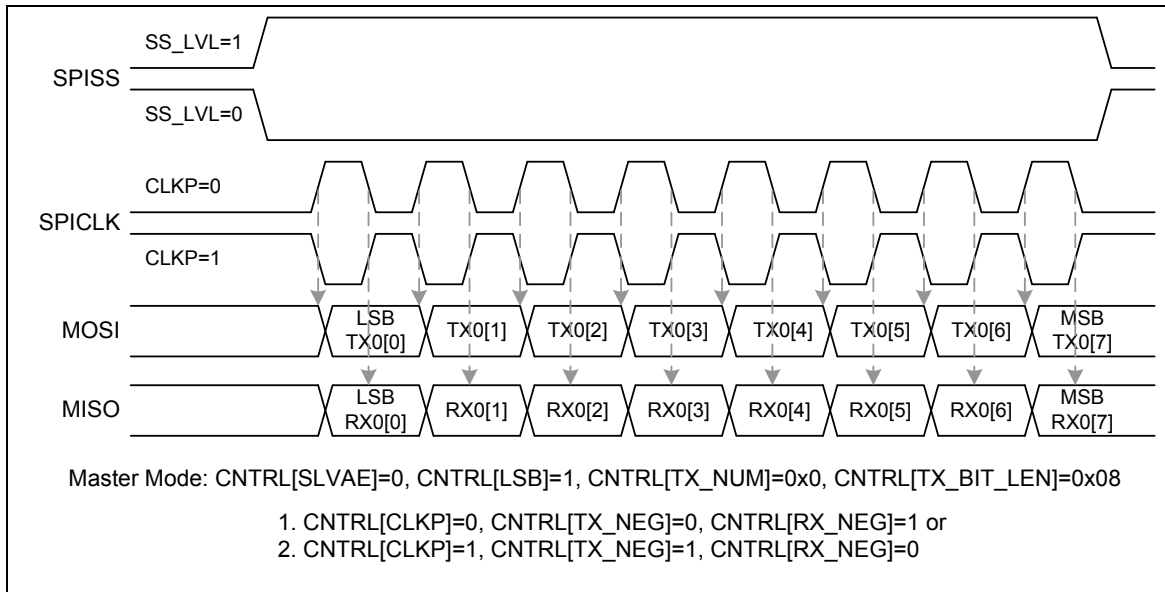 SS_LVL=1
SPISS
SS_LVL=0
CLKP=0
SPICLK
CLKP=1
MOSI
LSB
TX0[0]
TX0[1]
TX0[2]
TX0[3]
TX0[4]
TX0[5]
TX0[6]
MSB
TX0[7]
MISO
LSB
RX0[0]
RX0[1]
RX0[2]
RX0[3]
RX0[4]
RX0[5]
RX0[6]
MSB
RX0[7]
Master Mode: CNTRL[SLVAE]=0, CNTRL[LSB]=1, CNTRL[TX_NUM]=0x0, CNTRL[TX_BIT_LEN]=0x08
1. CNTRL[CLKP]=0, CNTRL[TX_NEG]=0, CNTRL[RX_NEG]=1 or
2. CNTRL[CLKP]=1, CNTRL[TX_NEG]=1, CNTRL[RX_NEG]=0